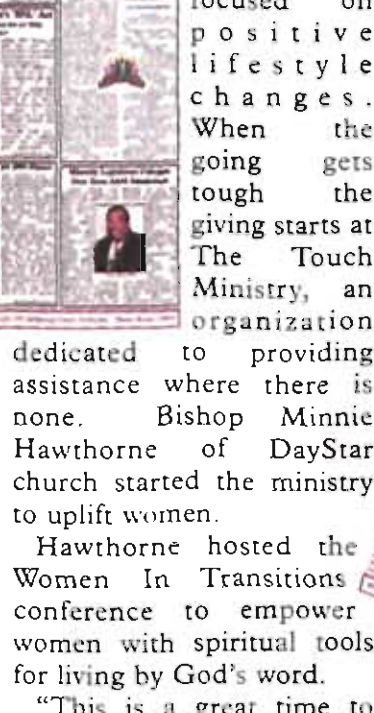 focused on
positive
lifestyle
changes.
When the
going gets
tough the
giving starts at
The Touch
Ministry, an
organization
dedicated to providing
assistance where there is
none. Bishop Minnie
Hawthorne of DayStar
church started the ministry
to uplift women.
Hawthorne hosted the
Women In Transitions
conference to empower
women with spiritual tools
for living by God's word.
"This is a great time to